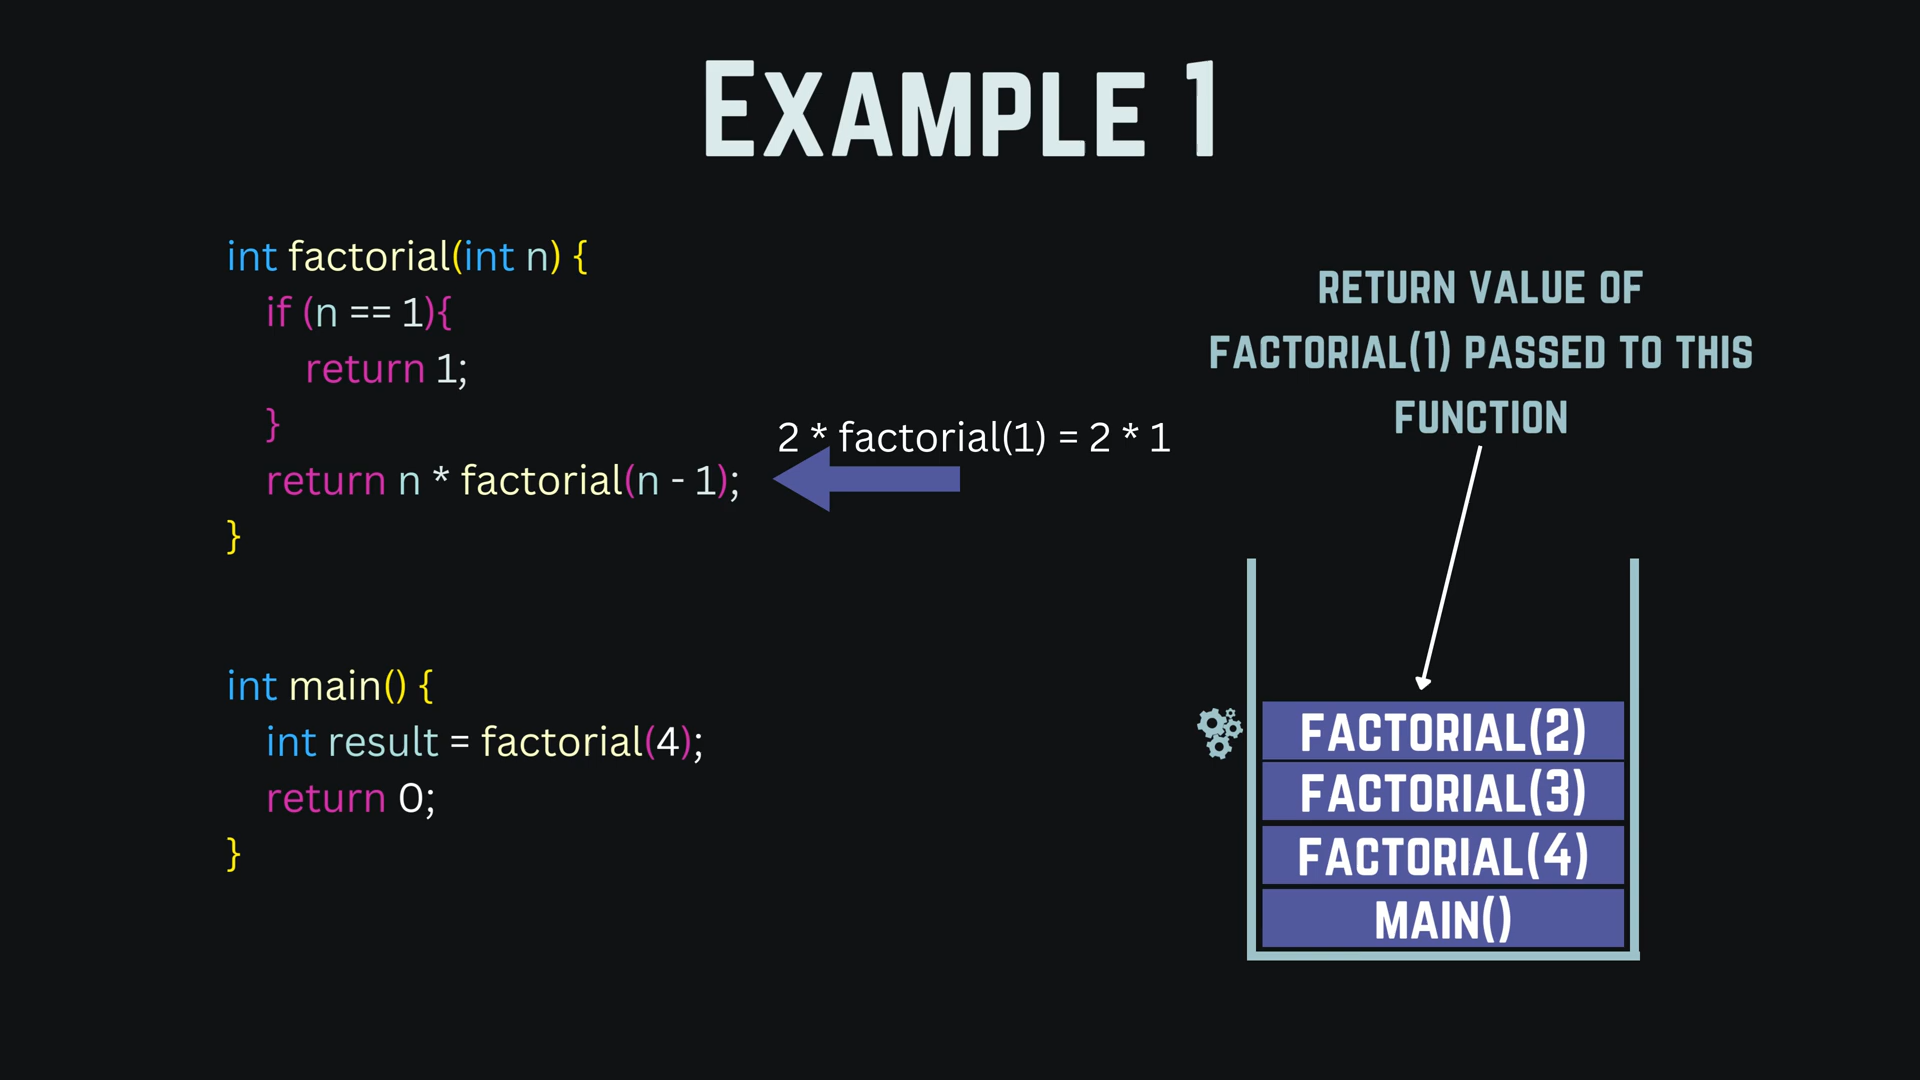 EXAMPLE 1
int factorial(int n) {
if (n == 1){
return 1;
}
return n * factorial(n - 1);
}
2 * factorial(1) = 2 * 1
int main() {
int result = factorial(4);
return 0;
}
RETURN VALUE OF
FACTORIAL(1) PASSED TO THIS
FUNCTION
FACTORIAL(2)
FACTORIAL(3)
FACTORIAL(4)
MAIN()